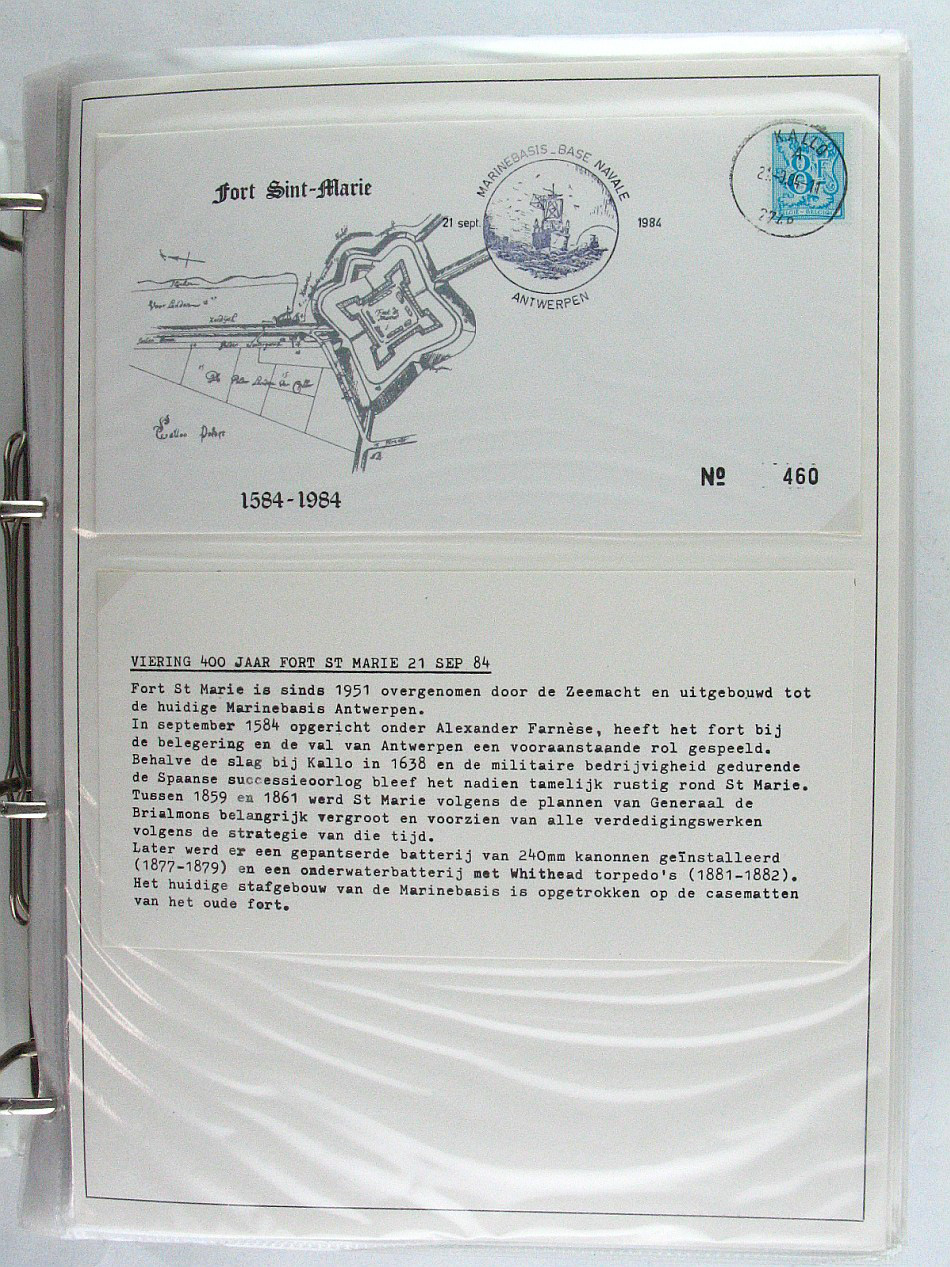 Fort Sint-Marie
MARINEBASIS_BASE NAVALE
21 sept. 1984
ANTWERPEN
KALLO
A
Fort
1584-1984
Nº 460
VIERING 400 JAAR FORT ST MARIE 21 SEP 84
Fort St Marie is sinds 1951 overgenomen door de Zeemacht en uitgebouwd tot
de huidige Marinebasis Antwerpen.
In september 1584 opgericht onder Alexander Farnèse, heeft het fort bij
de belegering en de val van Antwerpen een vooraanstaande rol gespeeld.
Behalve de slag bij Kallo in 1638 en de militaire bedrijvigheid gedurende
de Spaanse successieoorlog bleef het nadien tamelijk rustig rond St Marie.
Tussen 1859 en 1861 werd St Marie volgens de plannen van Generaal de
Brialmons belangrijk vergroot en voorzien van alle verdedigingswerken
volgens de strategie van die tijd.
Later werd er een gepantserde batterij van 240mm kanonnen geïnstalleerd
(1877-1879) en een onderwaterbatterij met Whithead torpedo's (1881-1882).
Het huidige stafgebouw van de Marinebasis is opgetrokken op de casematten
van het oude fort.